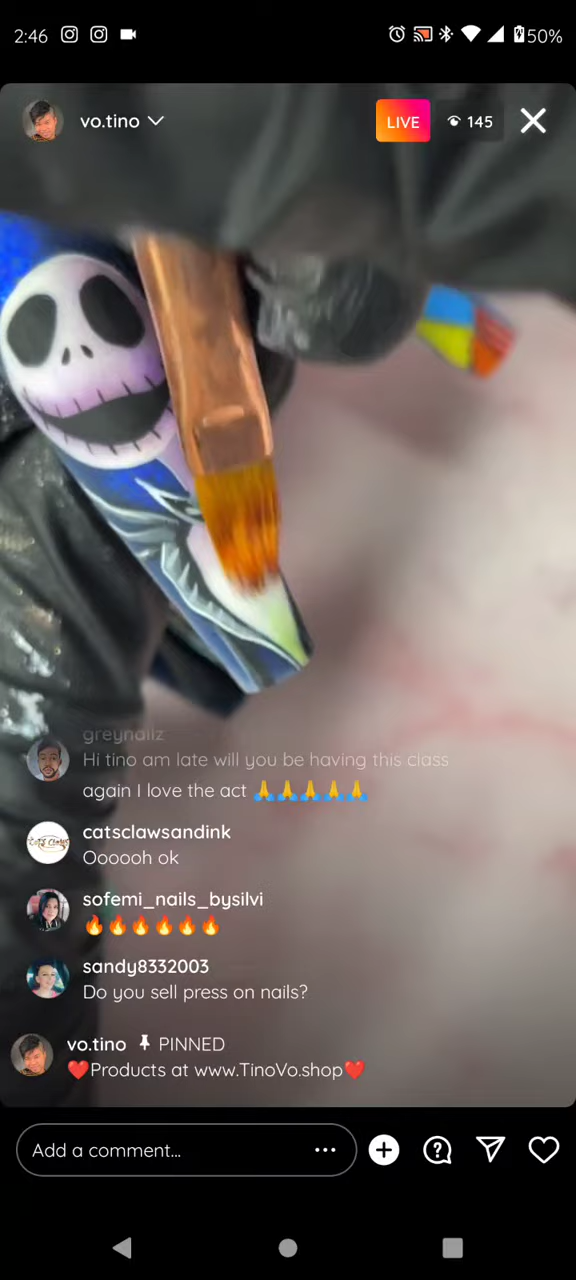 2:46 50%
vo.tino LIVE 145
greynailz
Hi tino am late will you be having this class
again I love the act 🙏🙏🙏🙏🙏
catsclawsandink
Oooooh ok
sofemi_nails_bysilvi
🔥🔥🔥🔥🔥🔥
sandy8332003
Do you sell press on nails?
vo.tino PINNED
❤️Products at www.TinoVo.shop❤️
Add a comment...